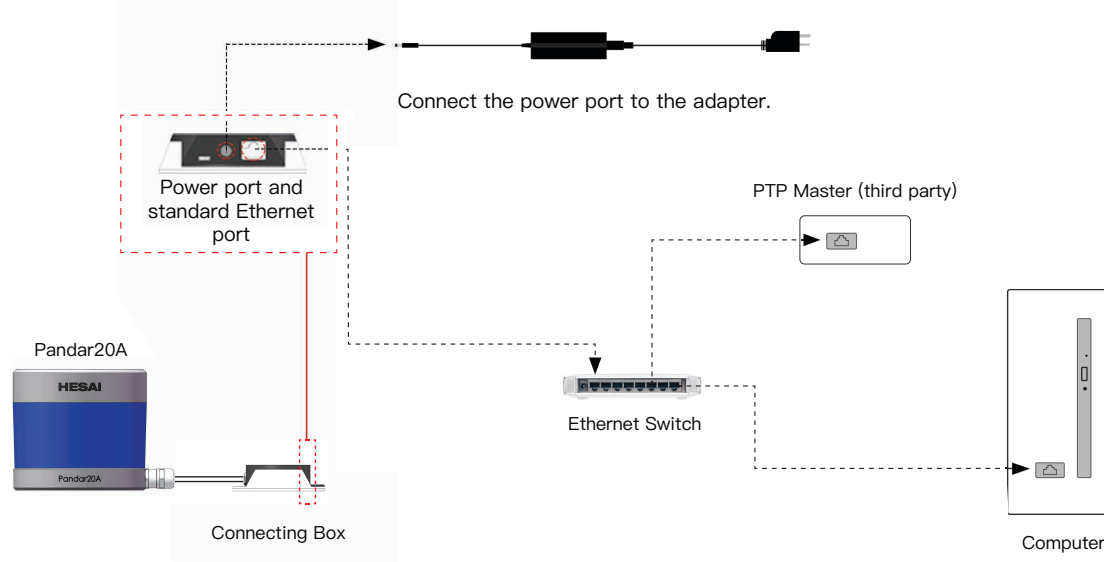 Connect the power port to the adapter.
Power port and
standard Ethernet
port
PTP Master (third party)
Pandar20A
HESAI
Pandar20A
Ethernet Switch
Connecting Box
Computer